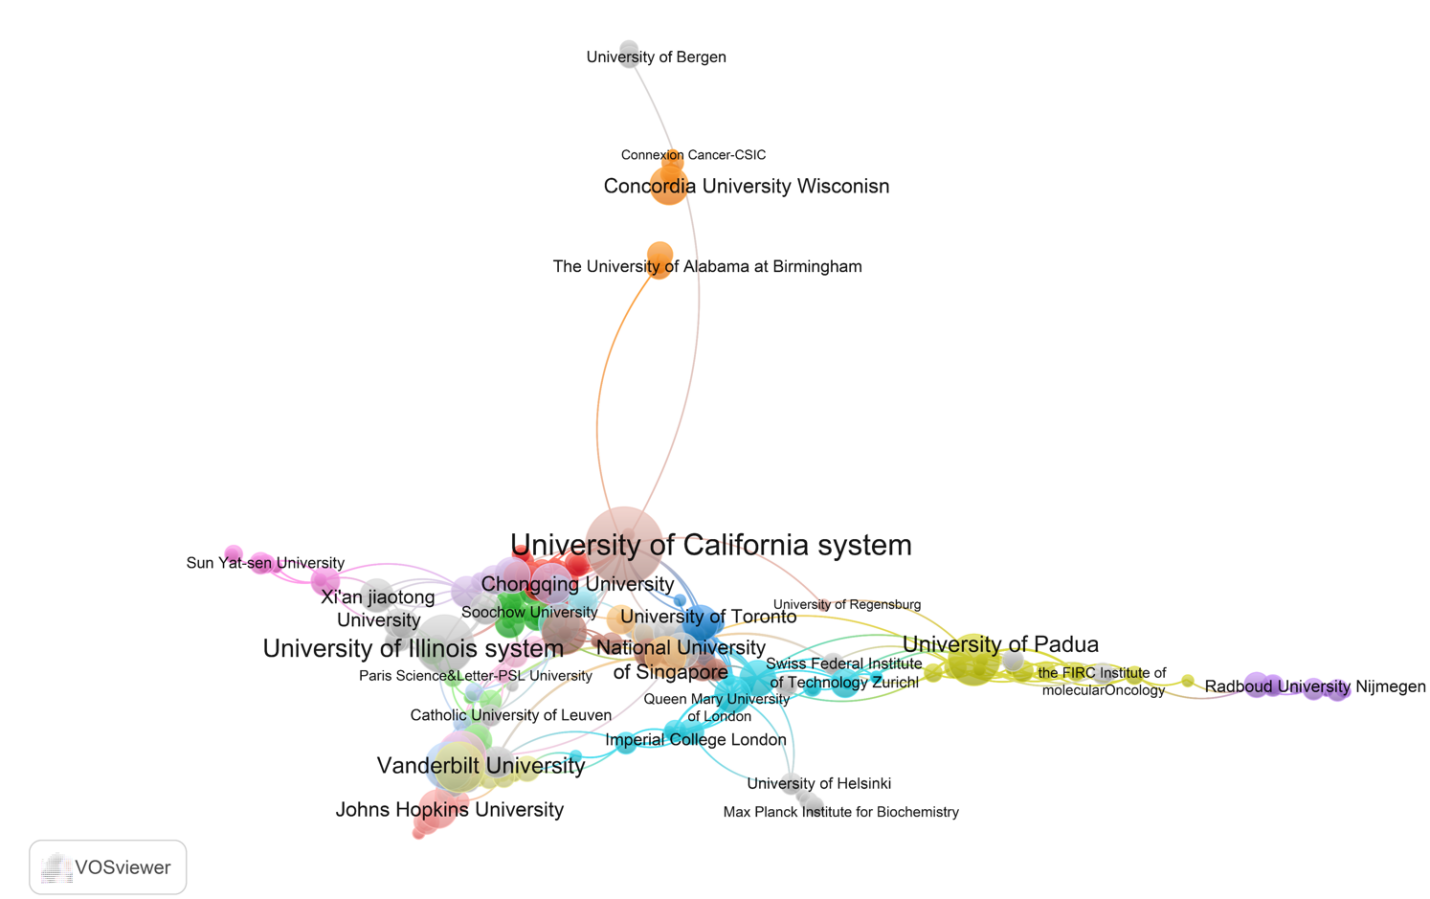 University of Bergen
Connexion Cancer-CSIC
Concordia University Wisconisn
The University of Alabama at Birmingham
University of California system
Sun Yat-sen University
Chongqing University
Xi'an jiaotong
University
Soochow University
University of Regensburg
University of Toronto
University of Illinois system
National University
of Singapore
University of Padua
Swiss Federal Institute
of Technology Zurichl
the FIRC Institute of
molecularOncology
Radboud University Nijmegen
Paris Science&Letter-PSL University
Queen Mary University
of London
Catholic University of Leuven
Imperial College London
Vanderbilt University
University of Helsinki
Johns Hopkins University
Max Planck Institute for Biochemistry
VOSviewer